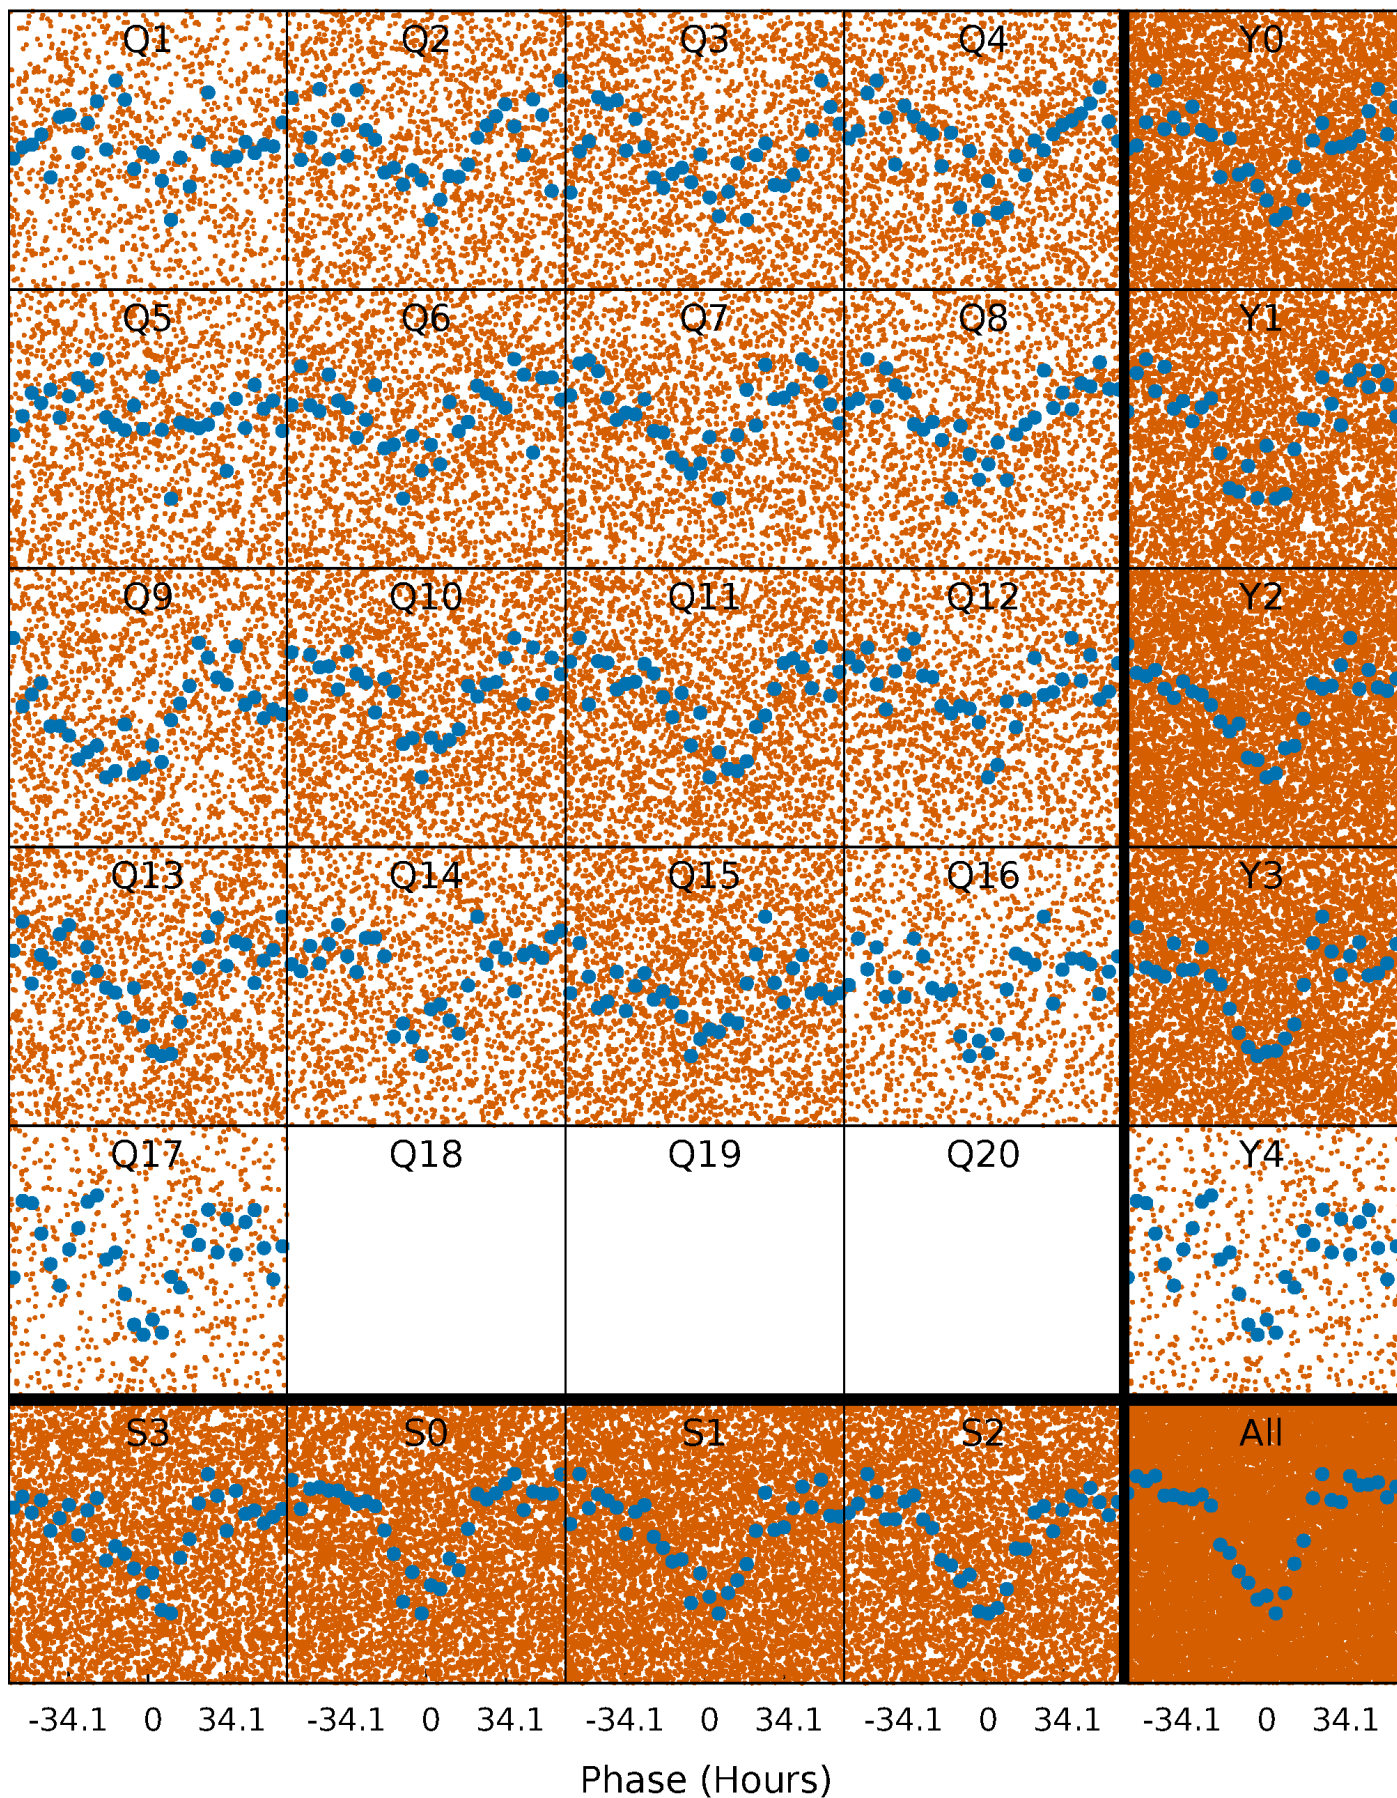 Q1 Q2 Q3 Q4 Y0
Q5 Q6 Q7 Q8 Y1
Q9 Q10 Q11 Q12 Y2
Q13 Q14 Q15 Q16 Y3
Q17 Q18 Q19 Q20 Y4
S3 S0 S1 S2 All
-34.1 0 34.1 -34.1 0 34.1 -34.1 0 34.1 -34.1 0 34.1 -34.1 0 34.1
Phase (Hours)